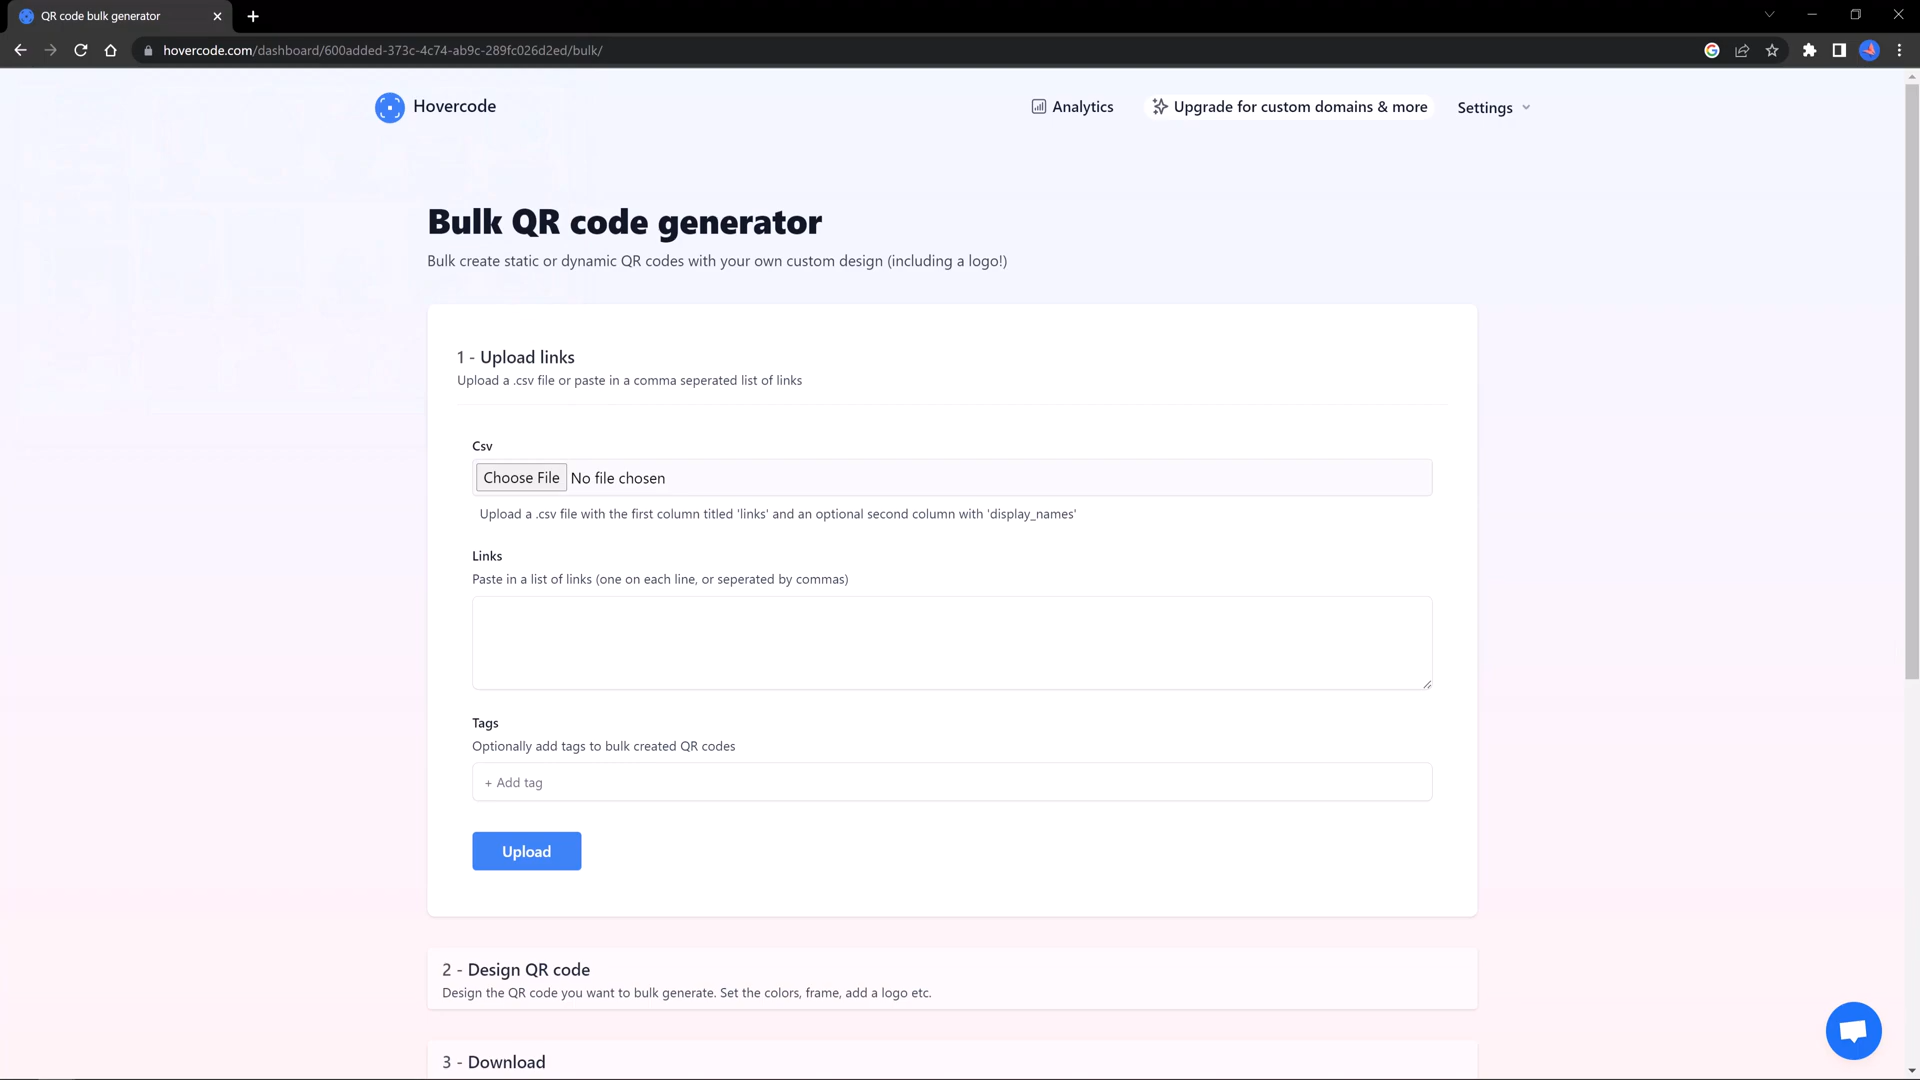 QR code bulk generator
hovercode.com/dashboard/600added-373c-4c74-ab9c-289fc026d2ed/bulk/
Hovercode
Analytics
Upgrade for custom domains & more
Settings
Bulk QR code generator
Bulk create static or dynamic QR codes with your own custom design (including a logo!)
1 - Upload links
Upload a .csv file or paste in a comma seperated list of links
Csv
Choose File No file chosen
Upload a .csv file with the first column titled 'links' and an optional second column with 'display_names'
Links
Paste in a list of links (one on each line, or seperated by commas)
Tags
Optionally add tags to bulk created QR codes
+ Add tag
Upload
2 - Design QR code
Design the QR code you want to bulk generate. Set the colors, frame, add a logo etc.
3 - Download